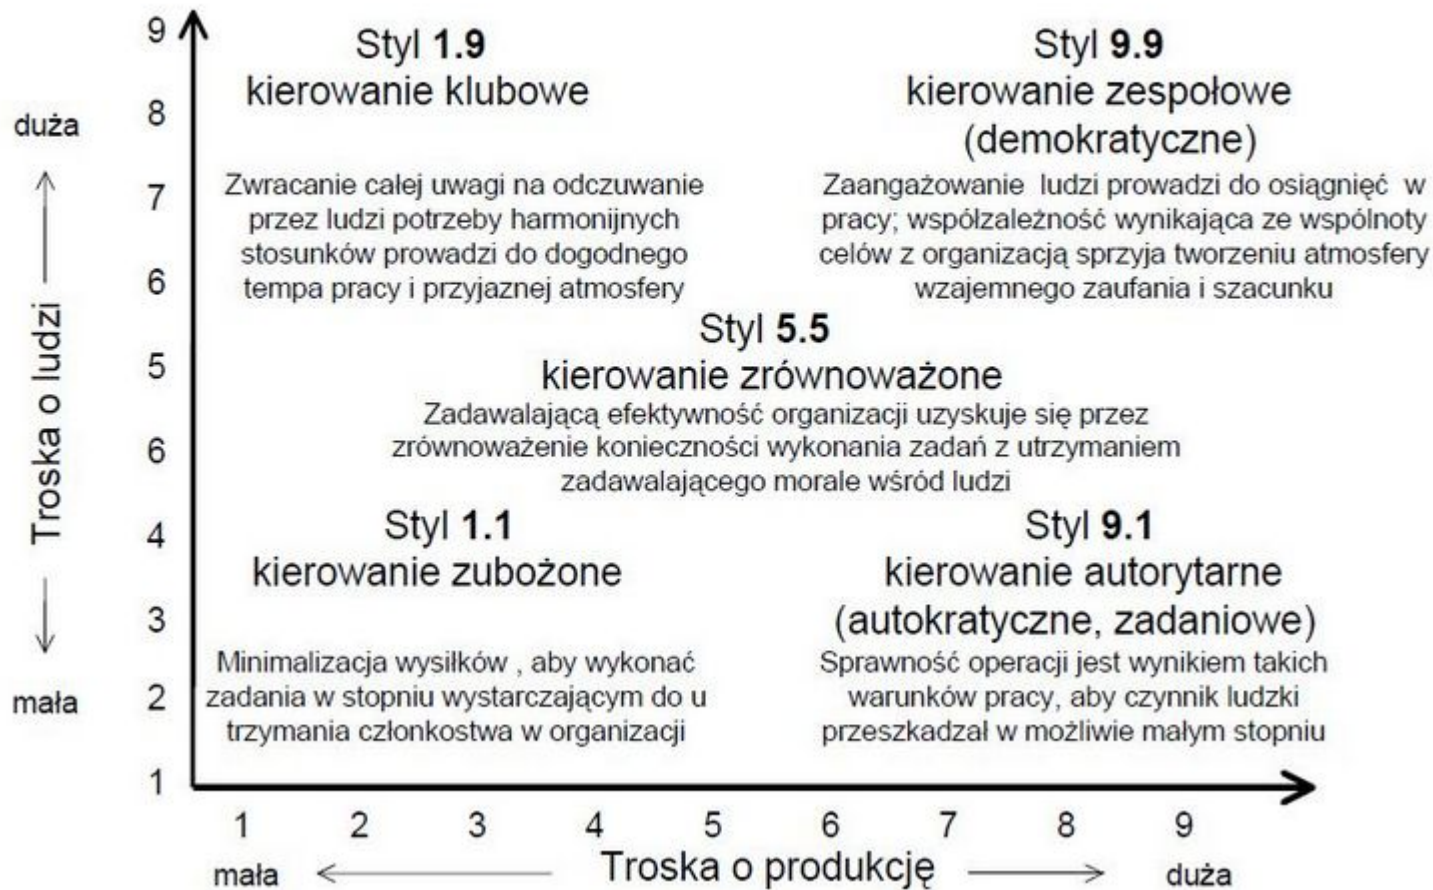 9
Styl 1.9
kierowanie klubowe
Styl 9.9
kierowanie zespołowe
(demokratyczne)
8
duża
7
Zwracanie całej uwagi na odczuwanie
przez ludzi potrzeby harmonijnych
stosunków prowadzi do dogodnego
tempa pracy i przyjaznej atmosfery
Zaangażowanie ludzi prowadzi do osiągnięć w
pracy; współzależność wynikająca ze wspólnoty
celów z organizacją sprzyja tworzeniu atmosfery
wzajemnego zaufania i szacunku
6
Troska o ludzi
5
Styl 5.5
kierowanie zrównoważone
Zadawalającą efektywność organizacji uzyskuje się przez
zrównoważenie konieczności wykonania zadań z utrzymaniem
zadawalającego morale wśród ludzi
6
4
Styl 1.1
kierowanie zubożone
Styl 9.1
kierowanie autorytarne
(autokratyczne, zadaniowe)
3
Minimalizacja wysiłków , aby wykonać
zadania w stopniu wystarczającym do u
trzymania członkostwa w organizacji
Sprawność operacji jest wynikiem takich
warunków pracy, aby czynnik ludzki
przeszkadzał w możliwie małym stopniu
mała
2
1
1 2 3 4 5 6 7 8 9
mała Troska o produkcję duża